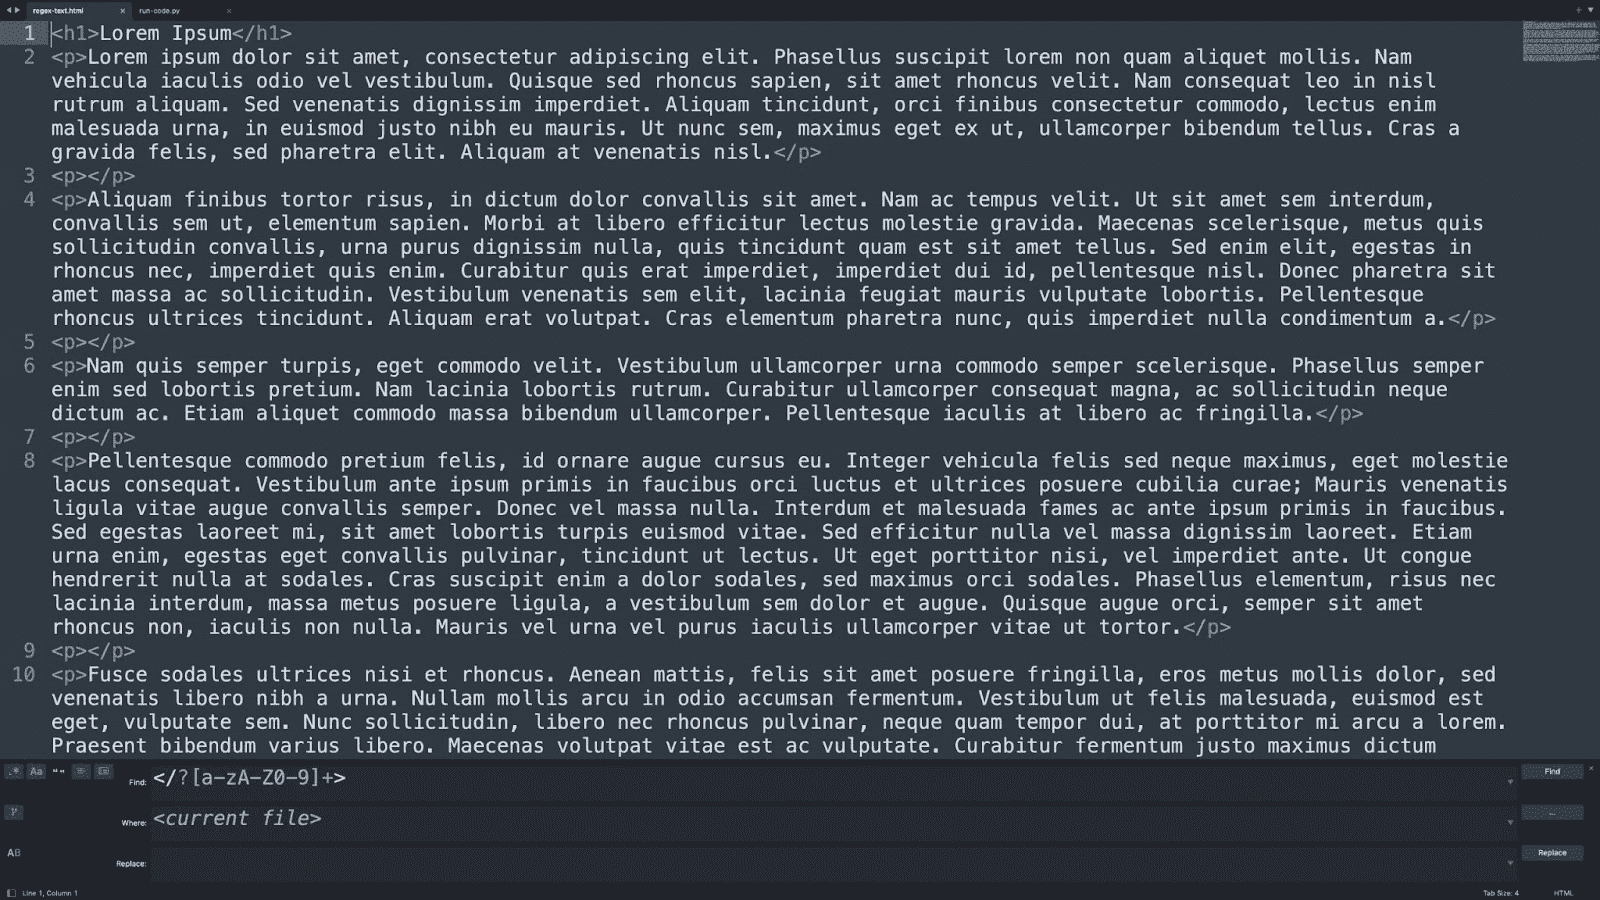 regex-text.html
run-code.py
1 <h1>Lorem Ipsum</h1>
2 <p>Lorem ipsum dolor sit amet, consectetur adipiscing elit. Phasellus suscipit lorem non quam aliquet mollis. Nam
vehicula iaculis odio vel vestibulum. Quisque sed rhoncus sapien, sit amet rhoncus velit. Nam consequat leo in nisl
rutrum aliquam. Sed venenatis dignissim imperdiet. Aliquam tincidunt, orci finibus consectetur commodo, lectus enim
malesuada urna, in euismod justo nibh eu mauris. Ut nunc sem, maximus eget ex ut, ullamcorper bibendum tellus. Cras a
gravida felis, sed pharetra elit. Aliquam at venenatis nisl.</p>
3 <p></p>
4 <p>Aliquam finibus tortor risus, in dictum dolor convallis sit amet. Nam ac tempus velit. Ut sit amet sem interdum,
convallis sem ut, elementum sapien. Morbi at libero efficitur lectus molestie gravida. Maecenas scelerisque, metus quis
sollicitudin convallis, urna purus dignissim nulla, quis tincidunt quam est sit amet tellus. Sed enim elit, egestas in
rhoncus nec, imperdiet quis enim. Curabitur quis erat imperdiet, imperdiet dui id, pellentesque nisl. Donec pharetra sit
amet massa ac sollicitudin. Vestibulum venenatis sem elit, lacinia feugiat mauris vulputate lobortis. Pellentesque
rhoncus ultrices tincidunt. Aliquam erat volutpat. Cras elementum pharetra nunc, quis imperdiet nulla condimentum a.</p>
5 <p></p>
6 <p>Nam quis semper turpis, eget commodo velit. Vestibulum ullamcorper urna commodo semper scelerisque. Phasellus semper
enim sed lobortis pretium. Nam lacinia lobortis rutrum. Curabitur ullamcorper consequat magna, ac sollicitudin neque
dictum ac. Etiam aliquet commodo massa bibendum ullamcorper. Pellentesque iaculis at libero ac fringilla.</p>
7 <p></p>
8 <p>Pellentesque commodo pretium felis, id ornare augue cursus eu. Integer vehicula felis sed neque maximus, eget molestie
lacus consequat. Vestibulum ante ipsum primis in faucibus orci luctus et ultrices posuere cubilia curae; Mauris venenatis
ligula vitae augue convallis semper. Donec vel massa nulla. Interdum et malesuada fames ac ante ipsum primis in faucibus.
Sed egestas laoreet mi, sit amet lobortis turpis euismod vitae. Sed efficitur nulla vel massa dignissim laoreet. Etiam
urna enim, egestas eget convallis pulvinar, tincidunt ut lectus. Ut eget porttitor nisi, vel imperdiet ante. Ut congue
hendrerit nulla at sodales. Cras suscipit enim a dolor sodales, sed maximus orci sodales. Phasellus elementum, risus nec
lacinia interdum, massa metus posuere ligula, a vestibulum sem dolor et augue. Quisque augue orci, semper sit amet
rhoncus non, iaculis non nulla. Mauris vel urna vel purus iaculis ullamcorper vitae ut tortor.</p>
9 <p></p>
10 <p>Fusce sodales ultrices nisi et rhoncus. Aenean mattis, felis sit amet posuere fringilla, eros metus mollis dolor, sed
venenatis libero nibh a urna. Nullam mollis arcu in odio accumsan fermentum. Vestibulum ut felis malesuada, euismod est
eget, vulputate sem. Nunc sollicitudin, libero nec rhoncus pulvinar, neque quam tempor dui, at porttitor mi arcu a lorem.
Praesent bibendum varius libero. Maecenas volutpat vitae est ac vulputate. Curabitur fermentum justo maximus dictum
Aa
Find: </?[a-zA-Z0-9]+>
Find
Where: <current file>
...
AB
Replace:
Replace
Line 1, Column 1
Tab Size: 4
HTML